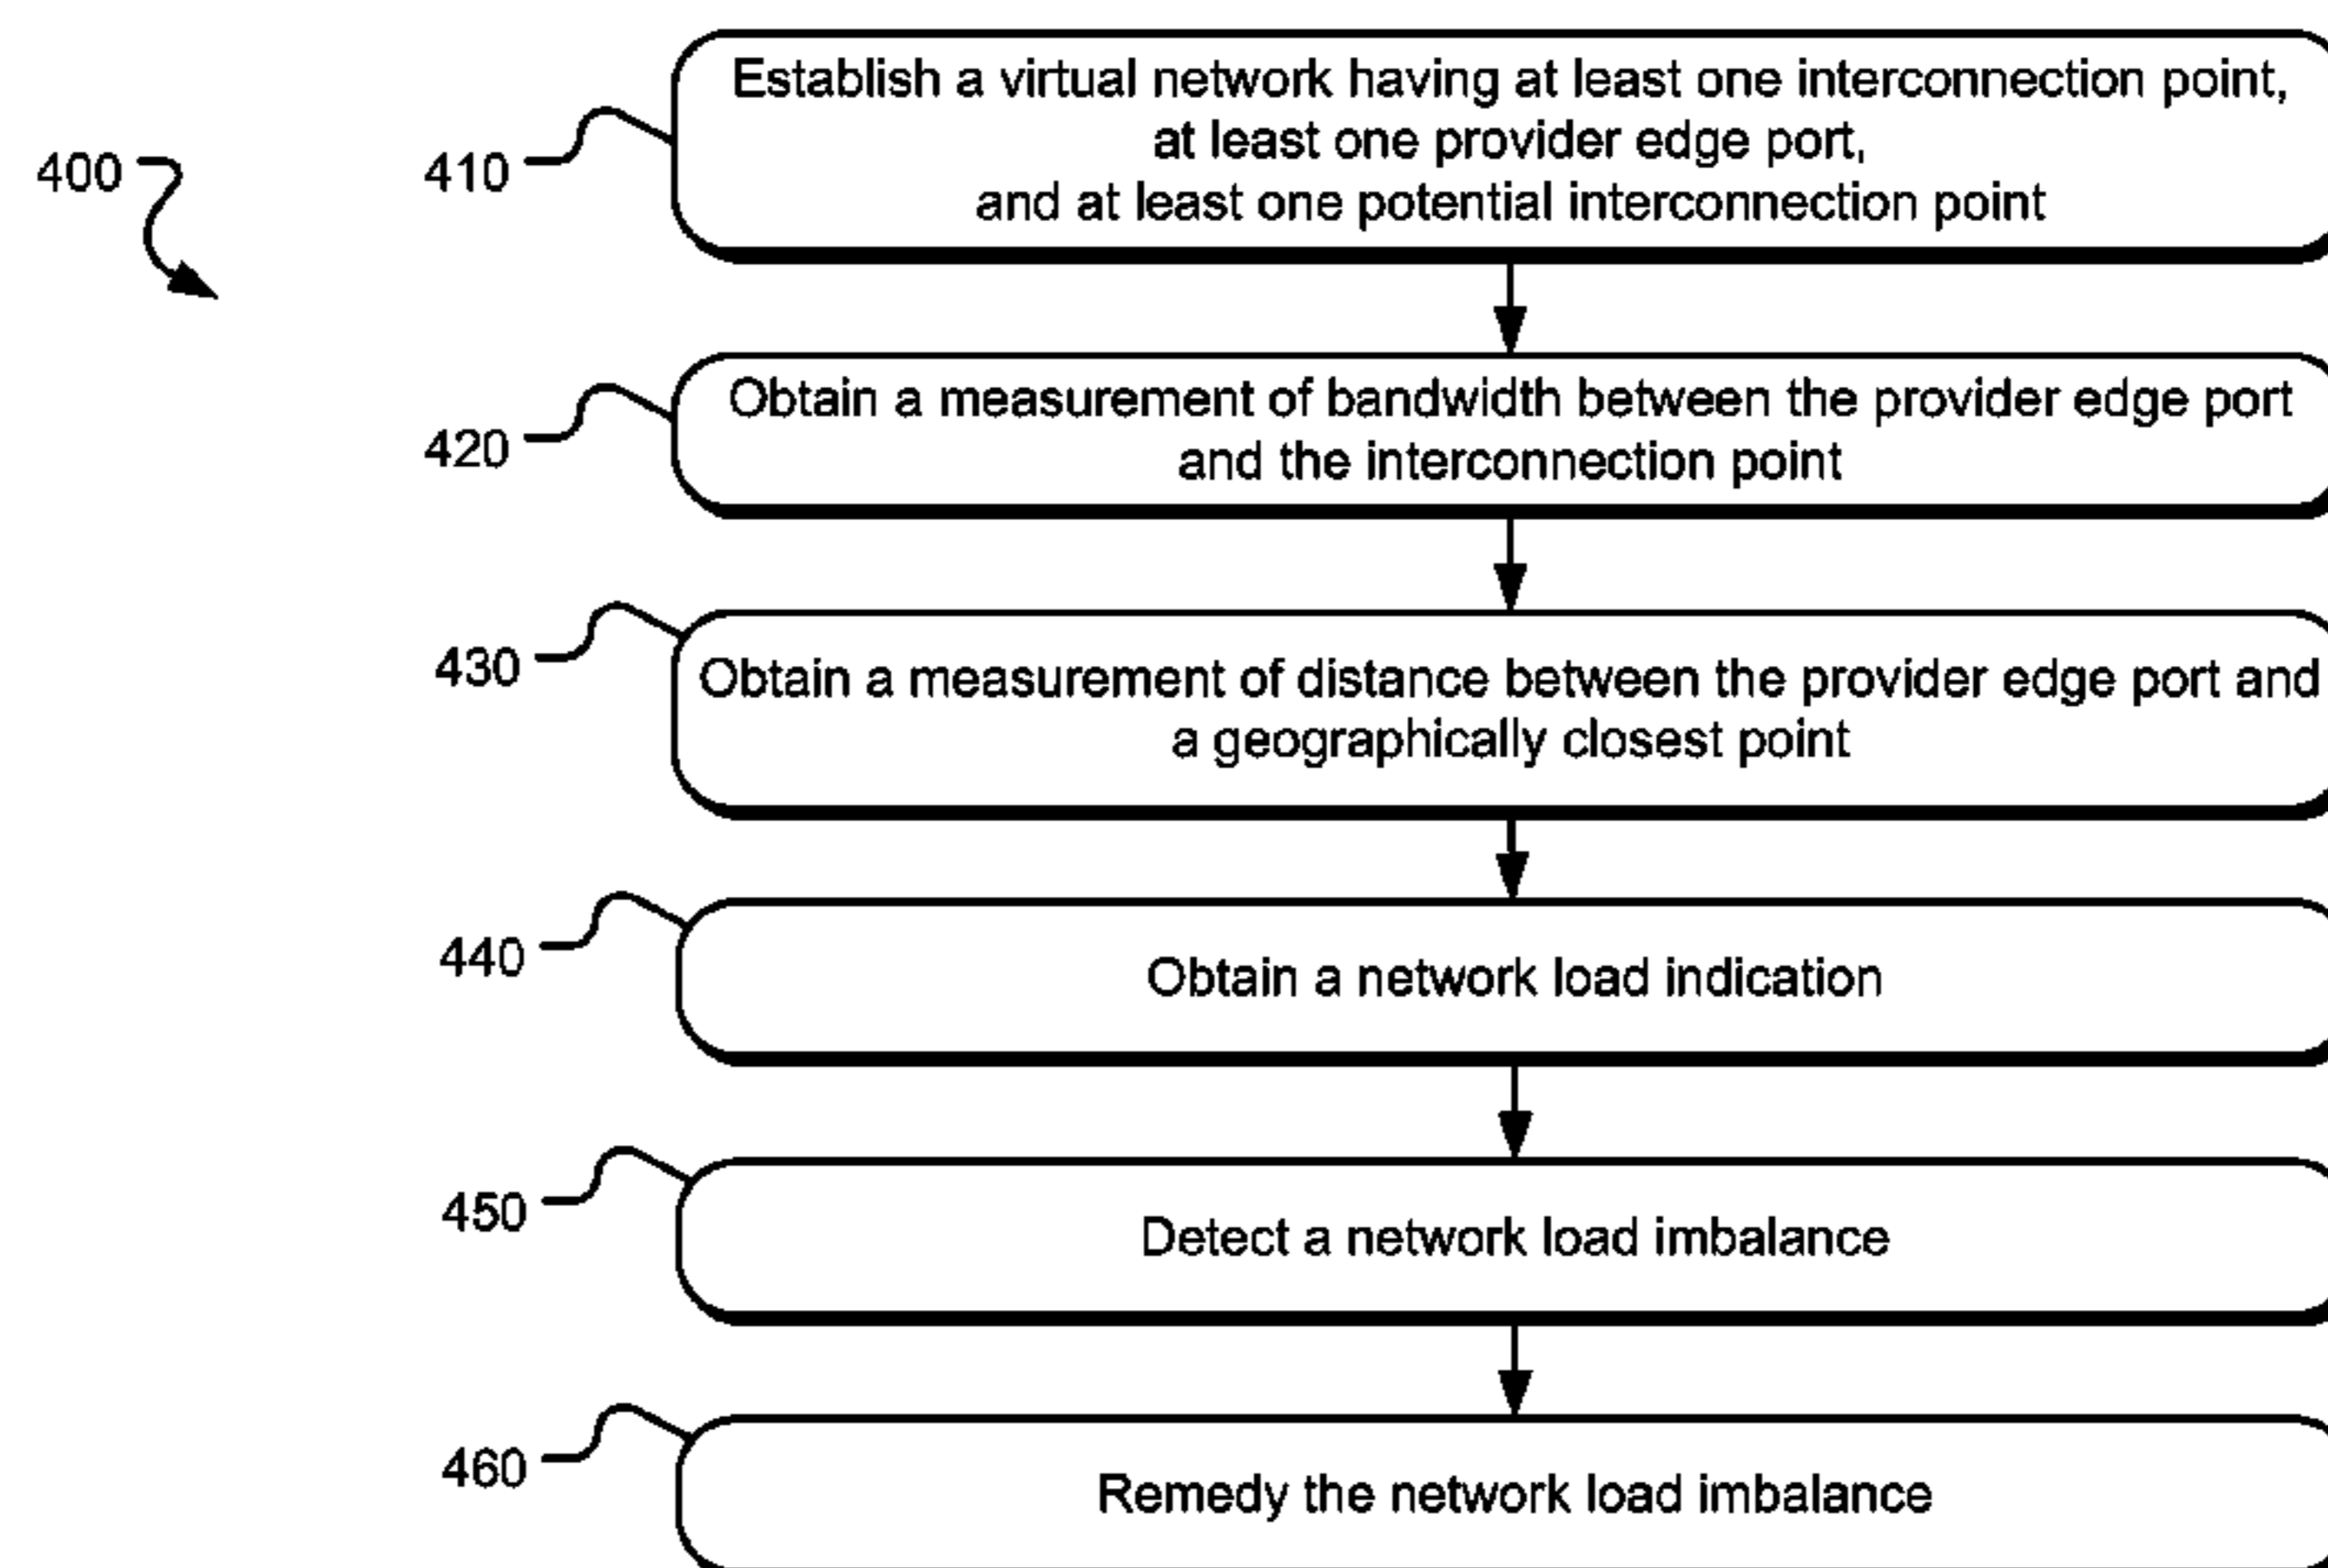 400
410
Establish a virtual network having at least one interconnection point,
at least one provider edge port,
and at least one potential interconnection point
420
Obtain a measurement of bandwidth between the provider edge port
and the interconnection point
430
Obtain a measurement of distance between the provider edge port and
a geographically closest point
440
Obtain a network load indication
450
Detect a network load imbalance
460
Remedy the network load imbalance